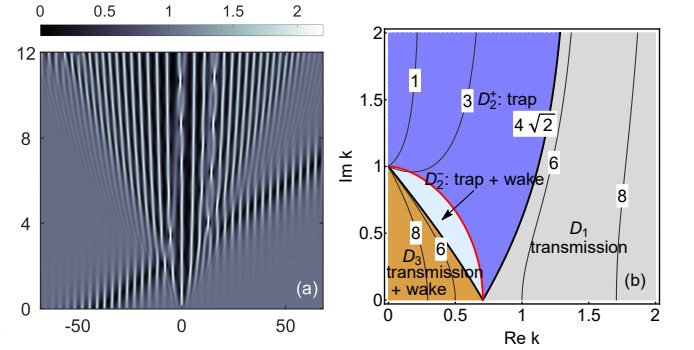 0 0.5 1 1.5 2
12
8
4
0
-50 0 50
(a)
2
1.5
1
0.5
0
0 0.5 1 1.5 2
Im k
Re k
1
3
D₂⁺: trap
4√2
6
8
D₂⁻: trap + wake
8
6
D₃
transmission
+ wake
D₁
transmission
(b)